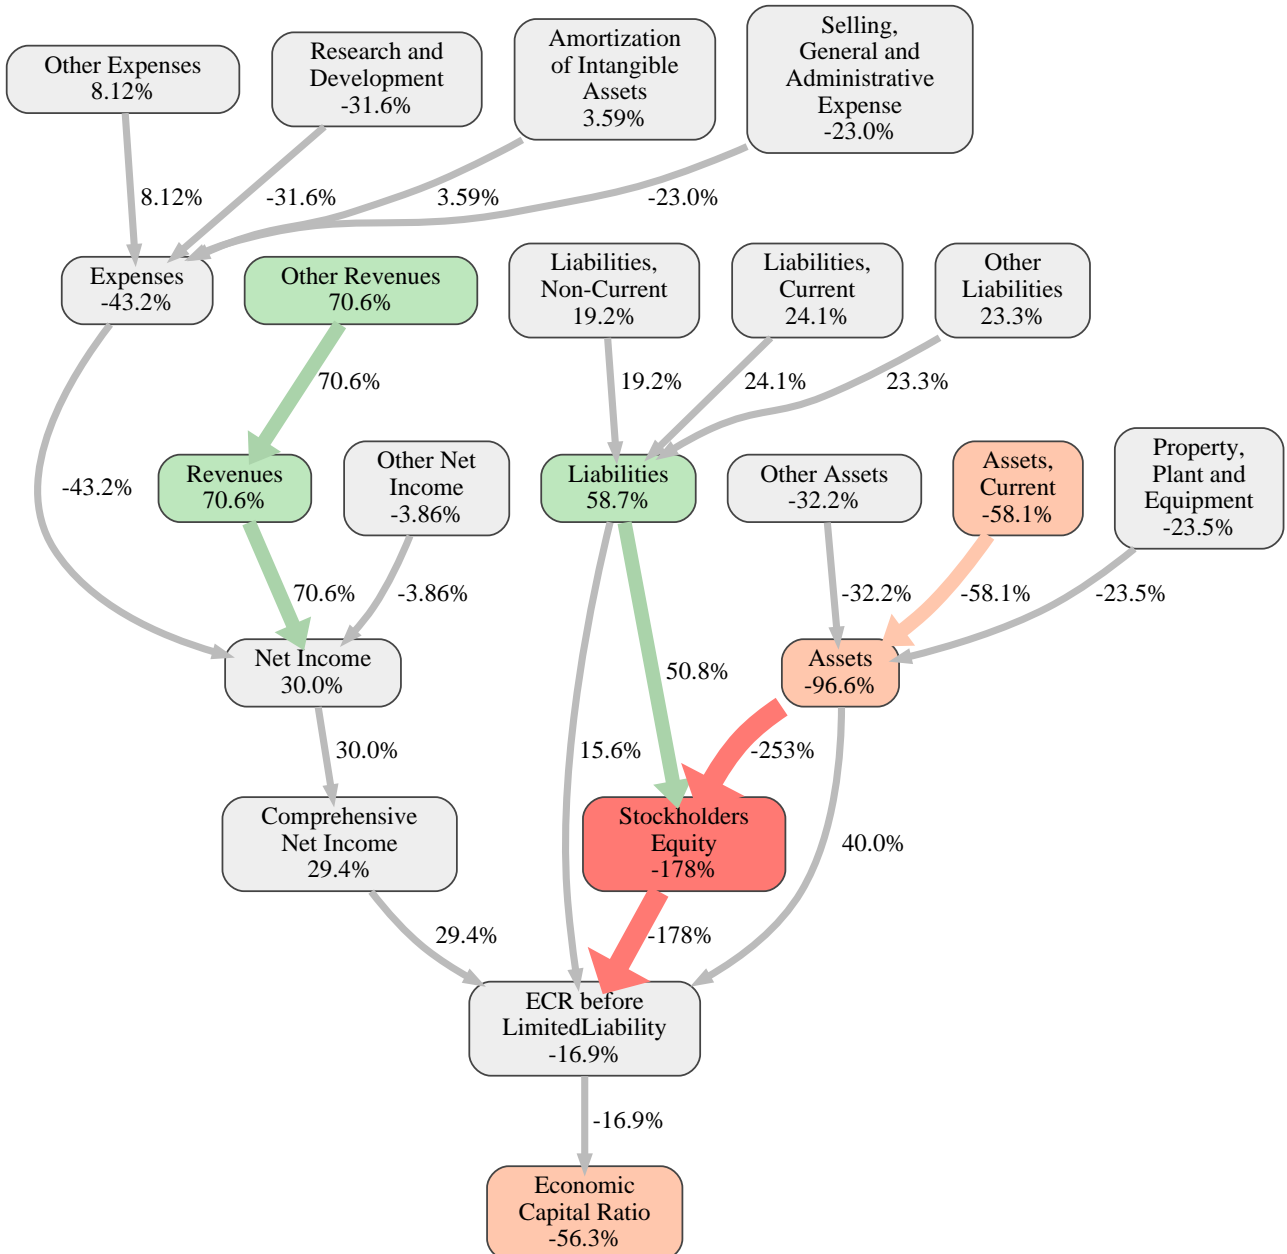 Other Expenses
8.12%
Research and
Development
-31.6%
Amortization
of Intangible
Assets
3.59%
Selling,
General and
Administrative
Expense
-23.0%
8.12%
-31.6%
3.59%
-23.0%
Expenses
-43.2%
Other Revenues
70.6%
Liabilities,
Non-Current
19.2%
Liabilities,
Current
24.1%
Other
Liabilities
23.3%
70.6%
19.2%
24.1%
23.3%
-43.2%
Revenues
70.6%
Other Net
Income
-3.86%
Liabilities
58.7%
Other Assets
-32.2%
Assets,
Current
-58.1%
Property,
Plant and
Equipment
-23.5%
70.6%
-3.86%
-32.2%
-58.1%
-23.5%
Net Income
30.0%
50.8%
Assets
-96.6%
30.0%
15.6%
-253%
Comprehensive
Net Income
29.4%
Stockholders
Equity
-178%
40.0%
29.4%
-178%
ECR before
LimitedLiability
-16.9%
-16.9%
Economic
Capital Ratio
-56.3%